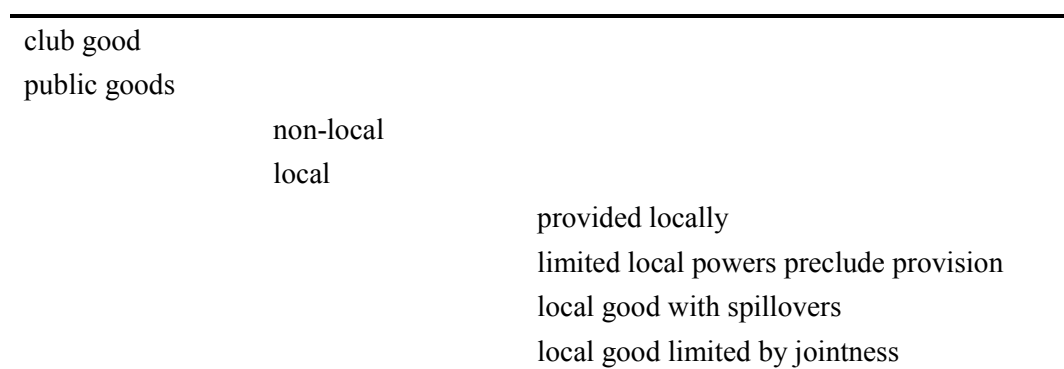 club good
public goods
non-local
local
provided locally
limited local powers preclude provision
local good with spillovers
local good limited by jointness